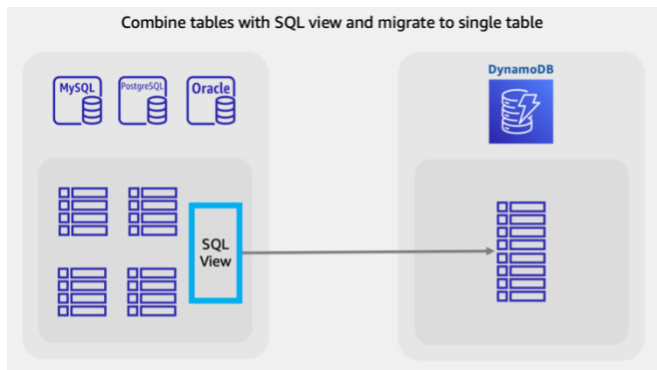 Combine tables with SQL view and migrate to single table
MySQL
PostgreSQL
Oracle
DynamoDB
SQL
View